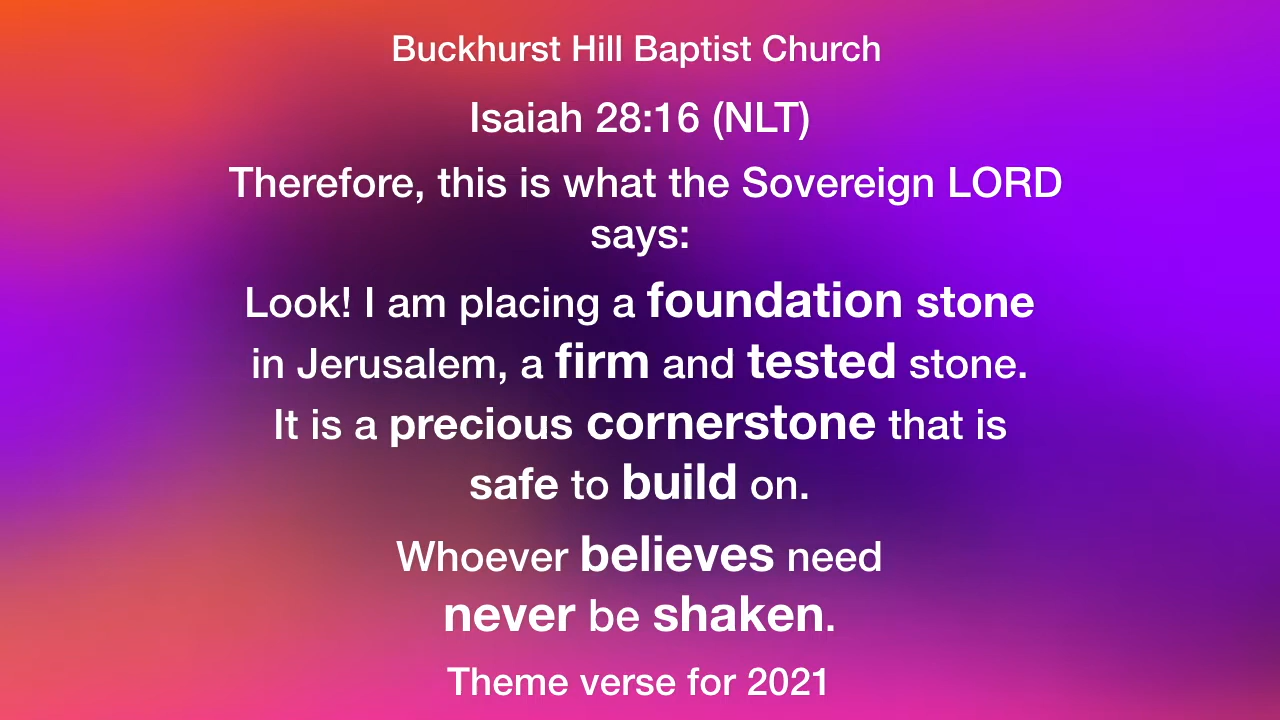 Buckhurst Hill Baptist Church
Isaiah 28:16 (NLT)
Therefore, this is what the Sovereign LORD
says:
Look! I am placing a foundation stone
in Jerusalem, a firm and tested stone.
It is a precious cornerstone that is
safe to build on.
Whoever believes need
never be shaken.
Theme verse for 2021